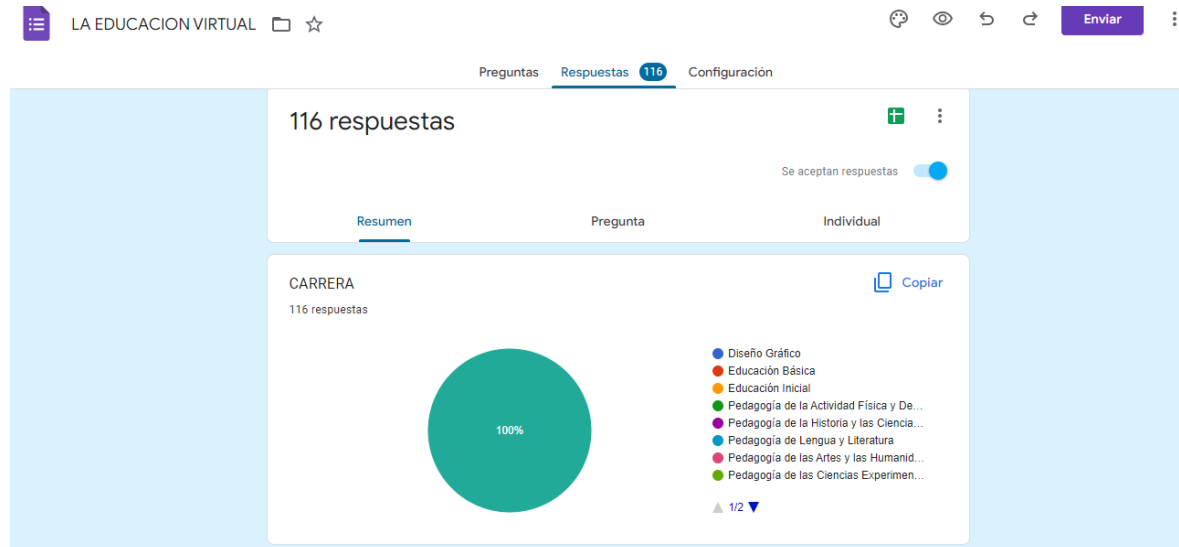 LA EDUCACION VIRTUAL
Enviar
Preguntas Respuestas 116 Configuración
116 respuestas
Se aceptan respuestas
Resumen Pregunta Individual
CARRERA
Copiar
116 respuestas
100%
Diseño Gráfico
Educación Básica
Educación Inicial
Pedagogía de la Actividad Física y De...
Pedagogía de la Historia y las Ciencia...
Pedagogía de Lengua y Literatura
Pedagogía de las Artes y las Humanid...
Pedagogía de las Ciencias Experimen...
1/2